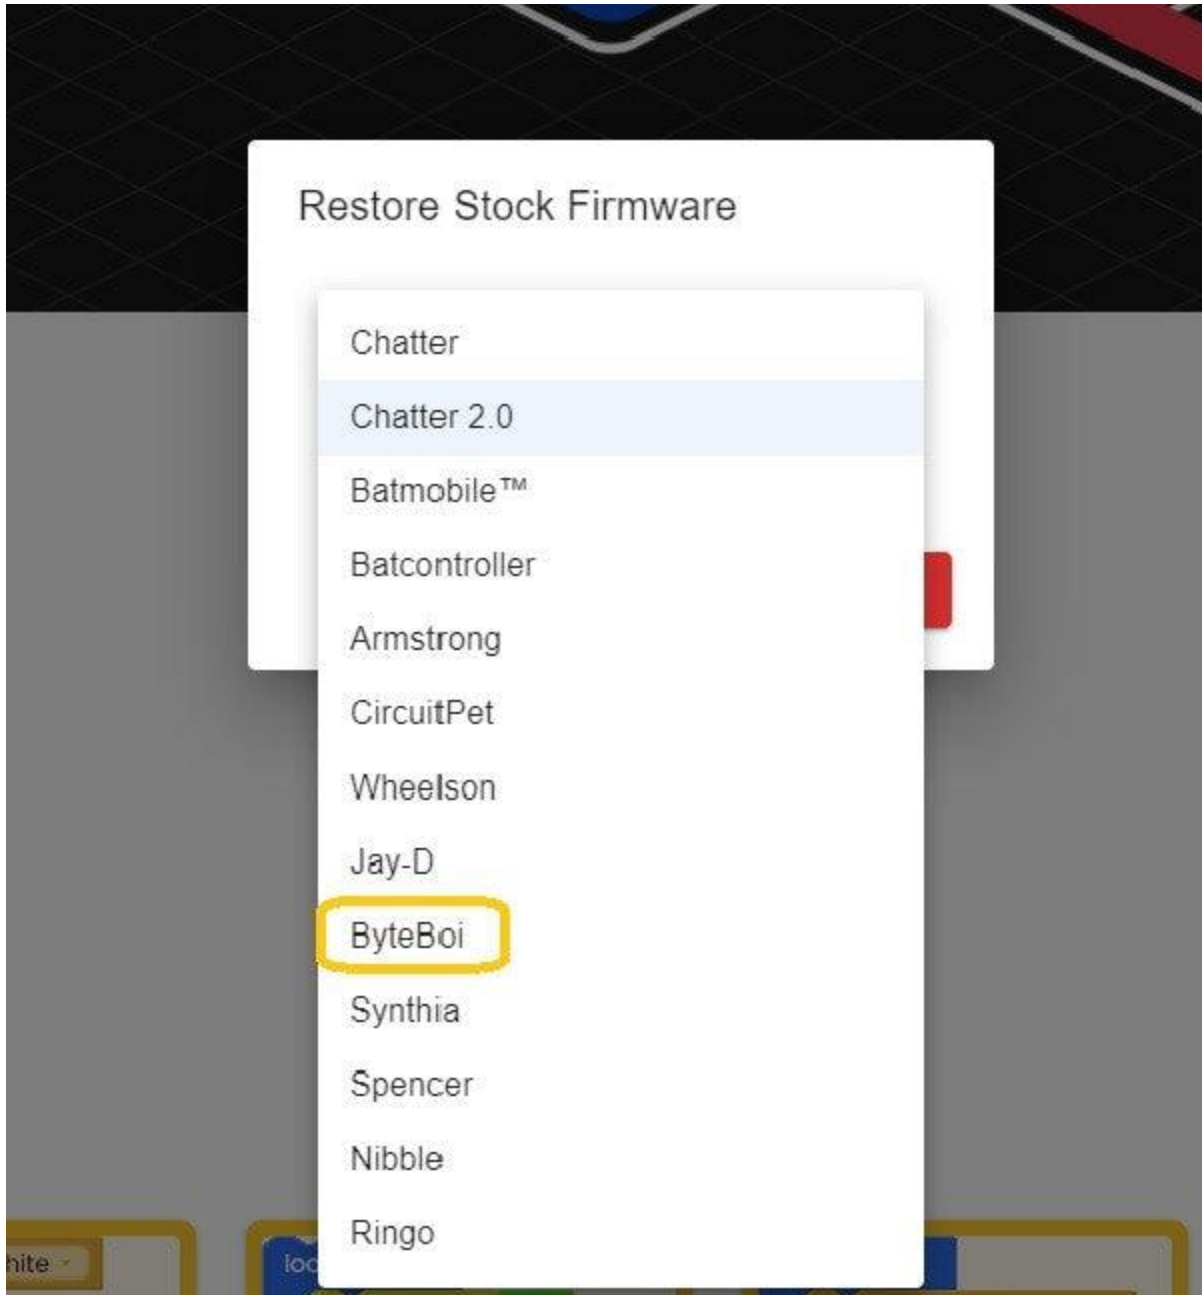 Restore Stock Firmware
Chatter
Chatter 2.0
Batmobile™
Batcontroller
Armstrong
CircuitPet
Wheelson
Jay-D
ByteBoi
Synthia
Spencer
Nibble
Ringo